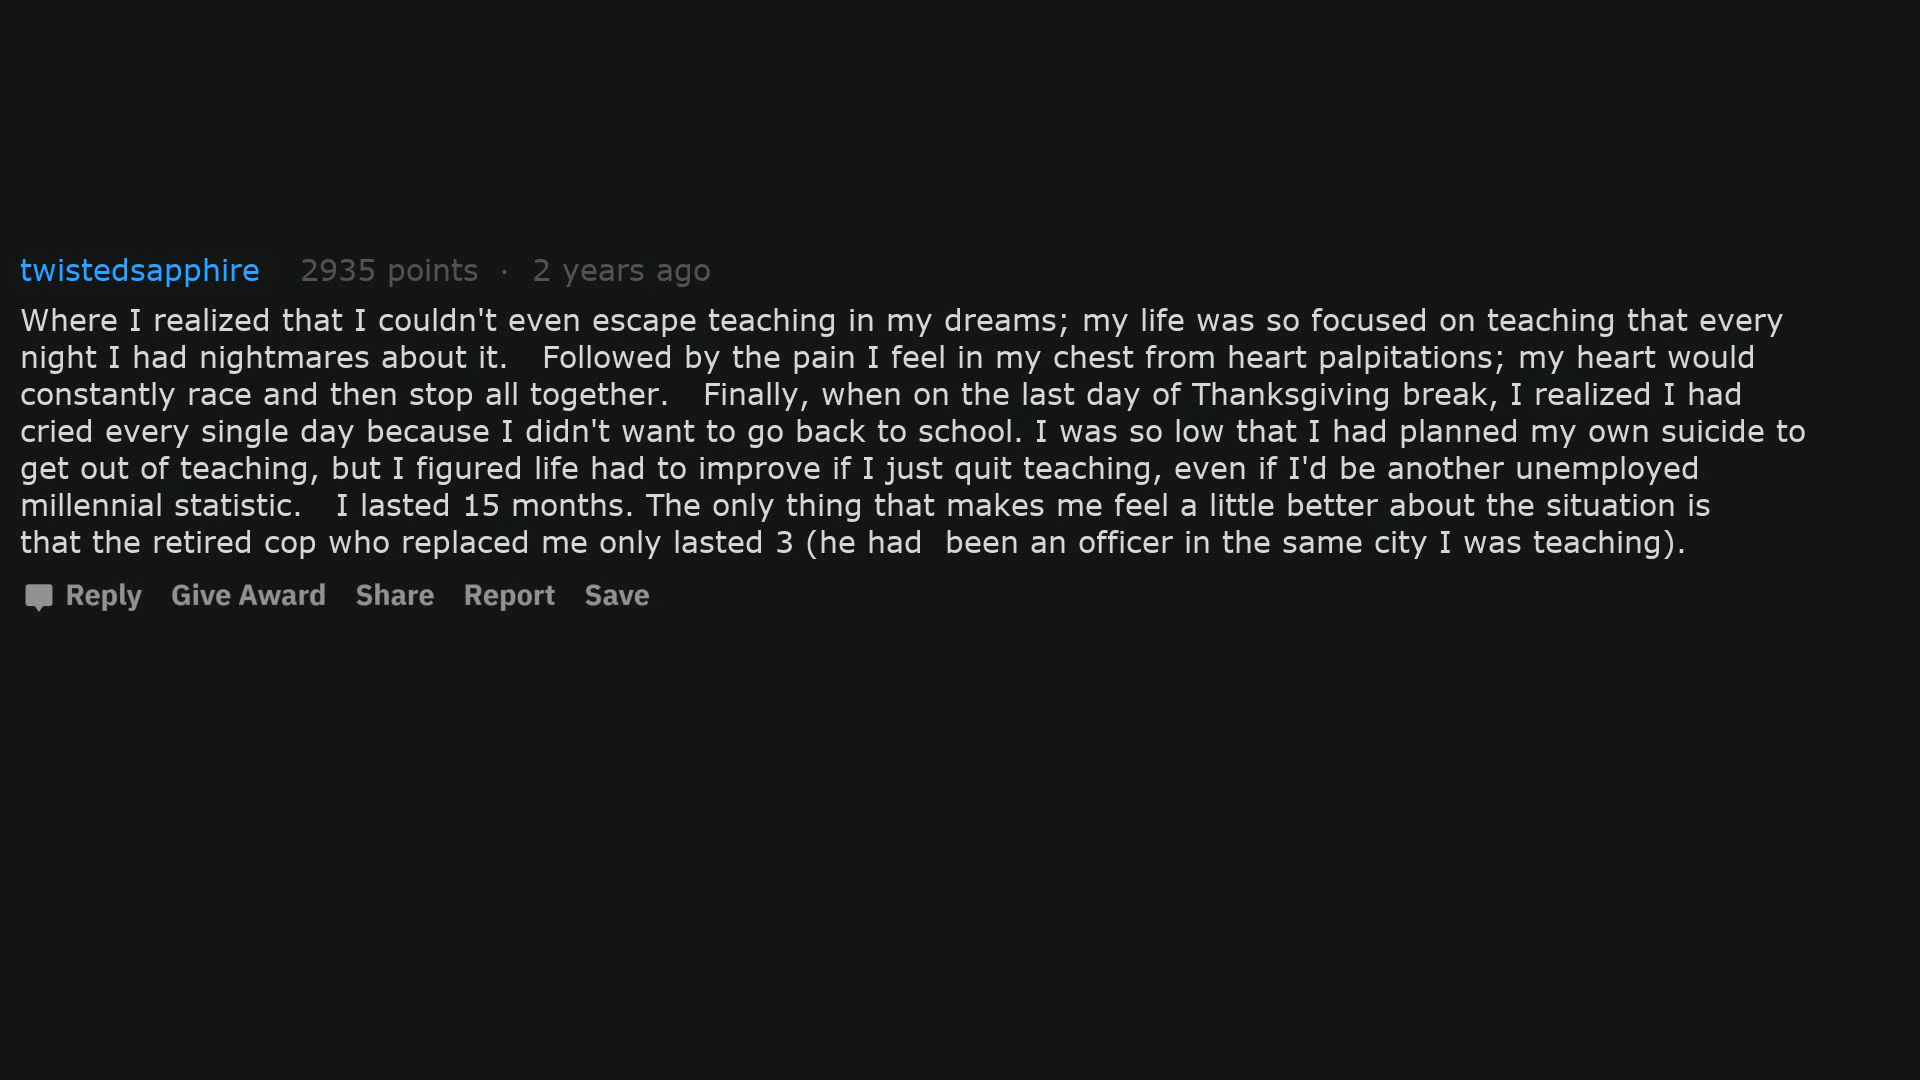 twistedsapphire 2935 points · 2 years ago
Where I realized that I couldn't even escape teaching in my dreams; my life was so focused on teaching that every
night I had nightmares about it. Followed by the pain I feel in my chest from heart palpitations; my heart would
constantly race and then stop all together. Finally, when on the last day of Thanksgiving break, I realized I had
cried every single day because I didn't want to go back to school. I was so low that I had planned my own suicide to
get out of teaching, but I figured life had to improve if I just quit teaching, even if I'd be another unemployed
millennial statistic. I lasted 15 months. The only thing that makes me feel a little better about the situation is
that the retired cop who replaced me only lasted 3 (he had been an officer in the same city I was teaching).
Reply Give Award Share Report Save